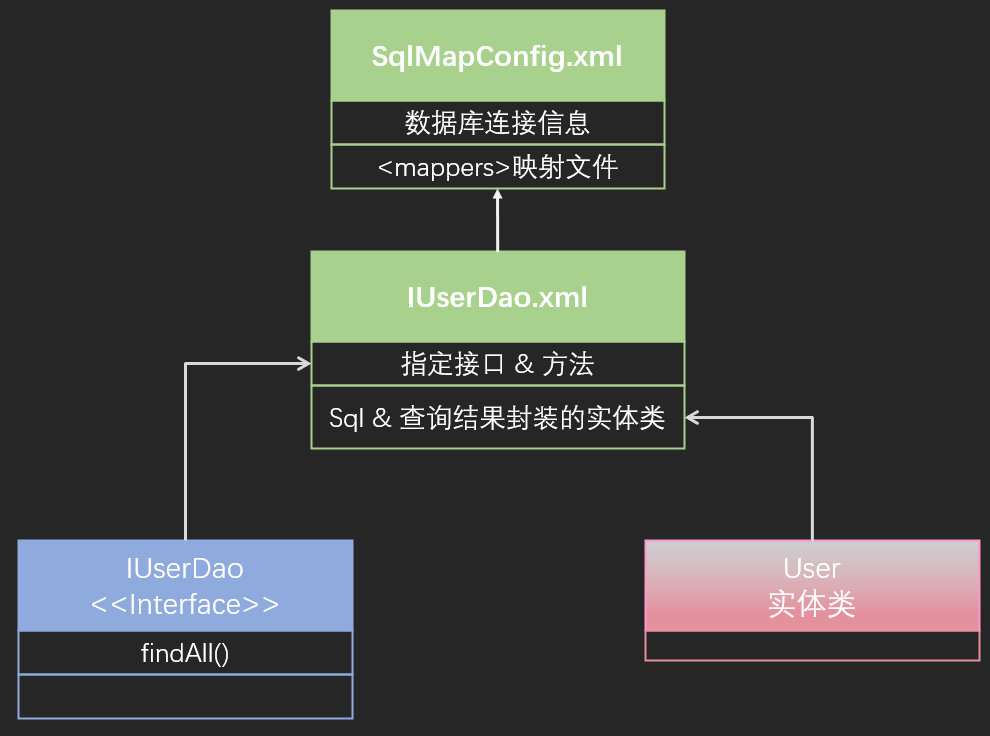 SqlMapConfig.xml
数据库连接信息
<mappers>映射文件
IUserDao.xml
指定接口 & 方法
Sql & 查询结果封装的实体类
IUserDao
<<Interface>>
findAll()
User
实体类